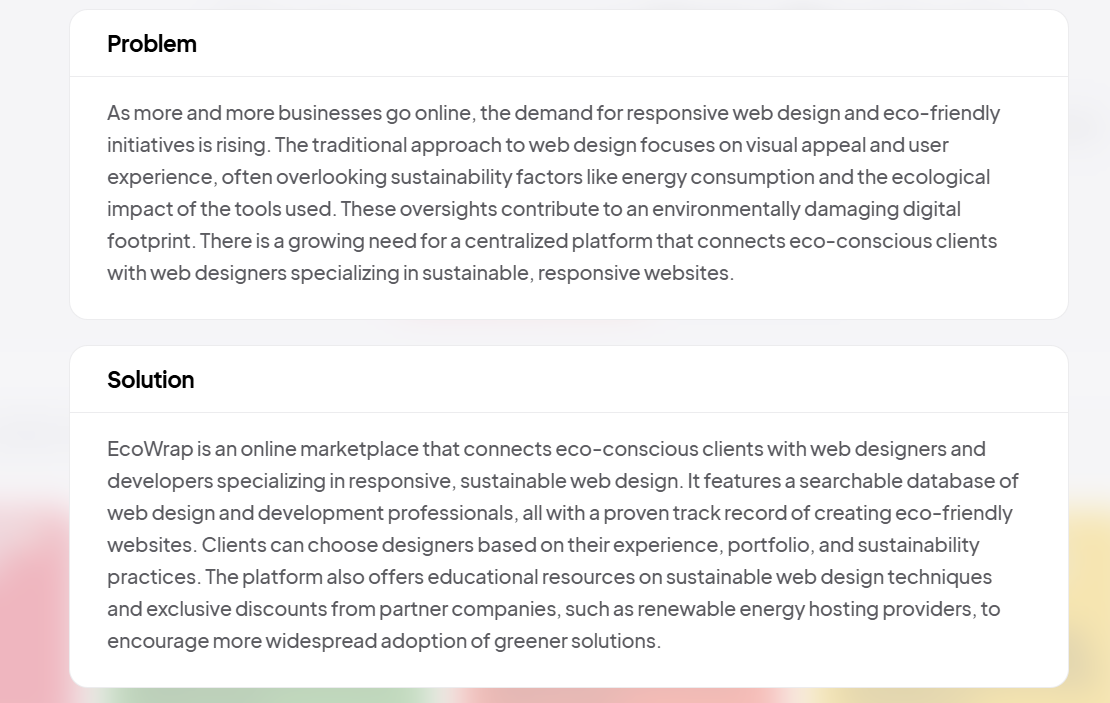 Problem
As more and more businesses go online, the demand for responsive web design and eco-friendly
initiatives is rising. The traditional approach to web design focuses on visual appeal and user
experience, often overlooking sustainability factors like energy consumption and the ecological
impact of the tools used. These oversights contribute to an environmentally damaging digital
footprint. There is a growing need for a centralized platform that connects eco-conscious clients
with web designers specializing in sustainable, responsive websites.
Solution
EcoWrap is an online marketplace that connects eco-conscious clients with web designers and
developers specializing in responsive, sustainable web design. It features a searchable database of
web design and development professionals, all with a proven track record of creating eco-friendly
websites. Clients can choose designers based on their experience, portfolio, and sustainability
practices. The platform also offers educational resources on sustainable web design techniques
and exclusive discounts from partner companies, such as renewable energy hosting providers, to
encourage more widespread adoption of greener solutions.